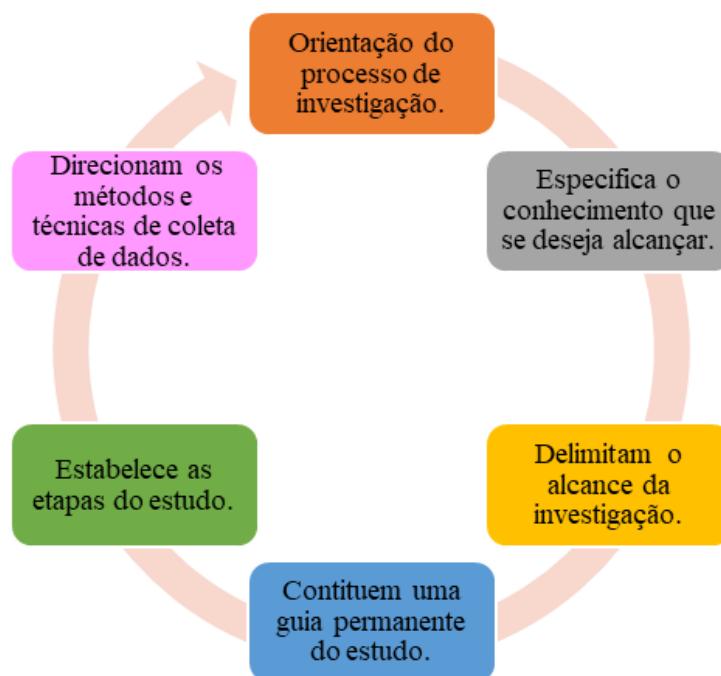 Orientação do
processo de
investigação.
Especifica o
conhecimento que
se deseja alcançar.
Delimitam o
alcance da
investigação.
Contituem uma
guia permanente
do estudo.
Estabelece as
etapas do estudo.
Direcionam os
métodos e
técnicas de coleta
de dados.